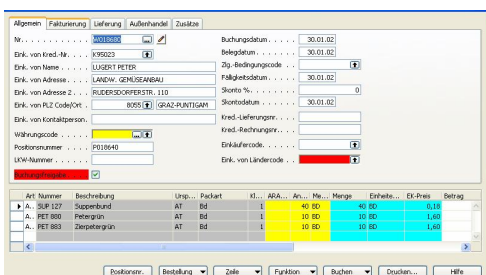 Allgemein Fakturierung Lieferung Außenhandel Zusätze
Nr. W018680
Eink. von Kred.-Nr. K95023
Eink. von Name LUGERT PETER
Eink. von Adresse LANDW. GEMÜSEANBAU
Eink. von Adresse 2 RUDERSDORFERSTR. 110
Eink. von PLZ Code/Ort 8055 GRAZ-PUNTIGAM
Eink. von Kontaktperson.
Währungscode
Positionsnummer P018640
LKW-Nummer
Buchungsfreigabe
Buchungsdatum 30.01.02
Belegdatum 30.01.02
Zlg.-Bedingungscode
Fälligkeitsdatum 30.01.02
Skonto % 0
Skontodatum 30.01.02
Kred.-Lieferungsnr.
Kred.-Rechnungsnr.
Einkäufercode
Eink. von Ländercode
Art Nummer Beschreibung Ursp... Packart Kl... ARA... An... Me... Menge Einheite... EK-Preis Betrag
A.. SUP 127 Suppenbund AT Bd 1 40 BD 40 BD 0,18
A.. PET 880 Petergrün AT Bd 1 10 BD 10 BD 1,60
A.. PET 883 Zierpetergrün AT Bd 1 10 BD 10 BD 1,60
Positionsnr. Bestellung Zeile Funktion Buchen Drucken... Hilfe